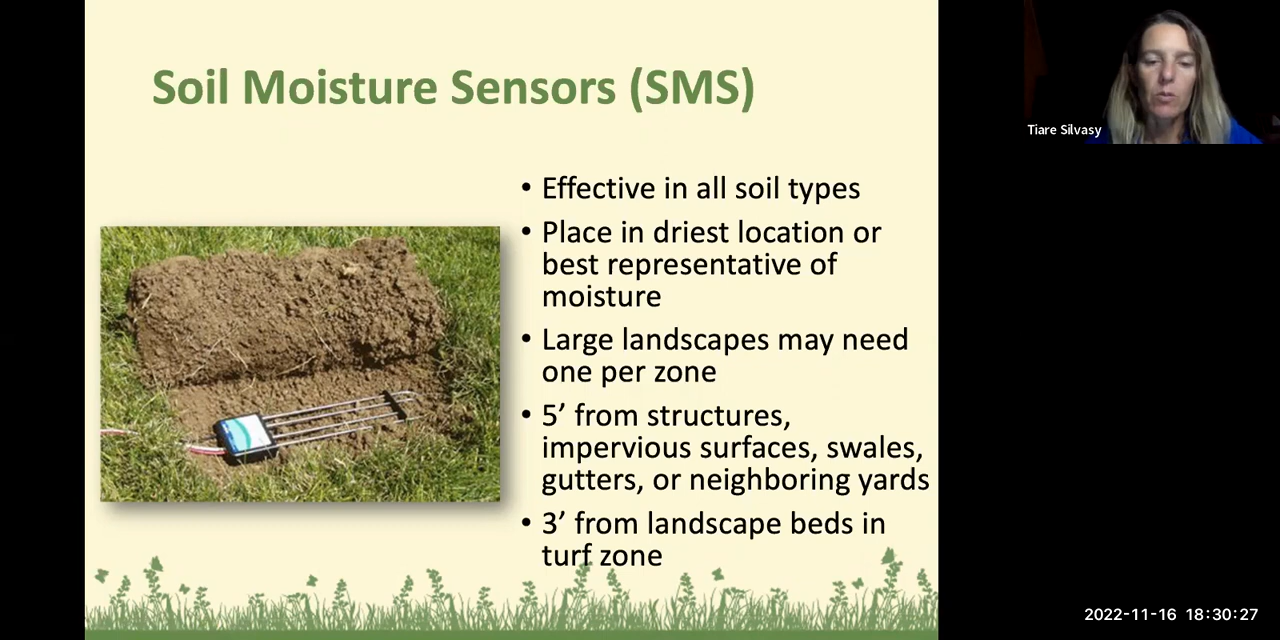 Soil Moisture Sensors (SMS)
• Effective in all soil types
• Place in driest location or
best representative of
moisture
• Large landscapes may need
one per zone
• 5’ from structures,
impervious surfaces, swales,
gutters, or neighboring yards
• 3’ from landscape beds in
turf zone
Tiare Silvasy
2022-11-16 18:30:27